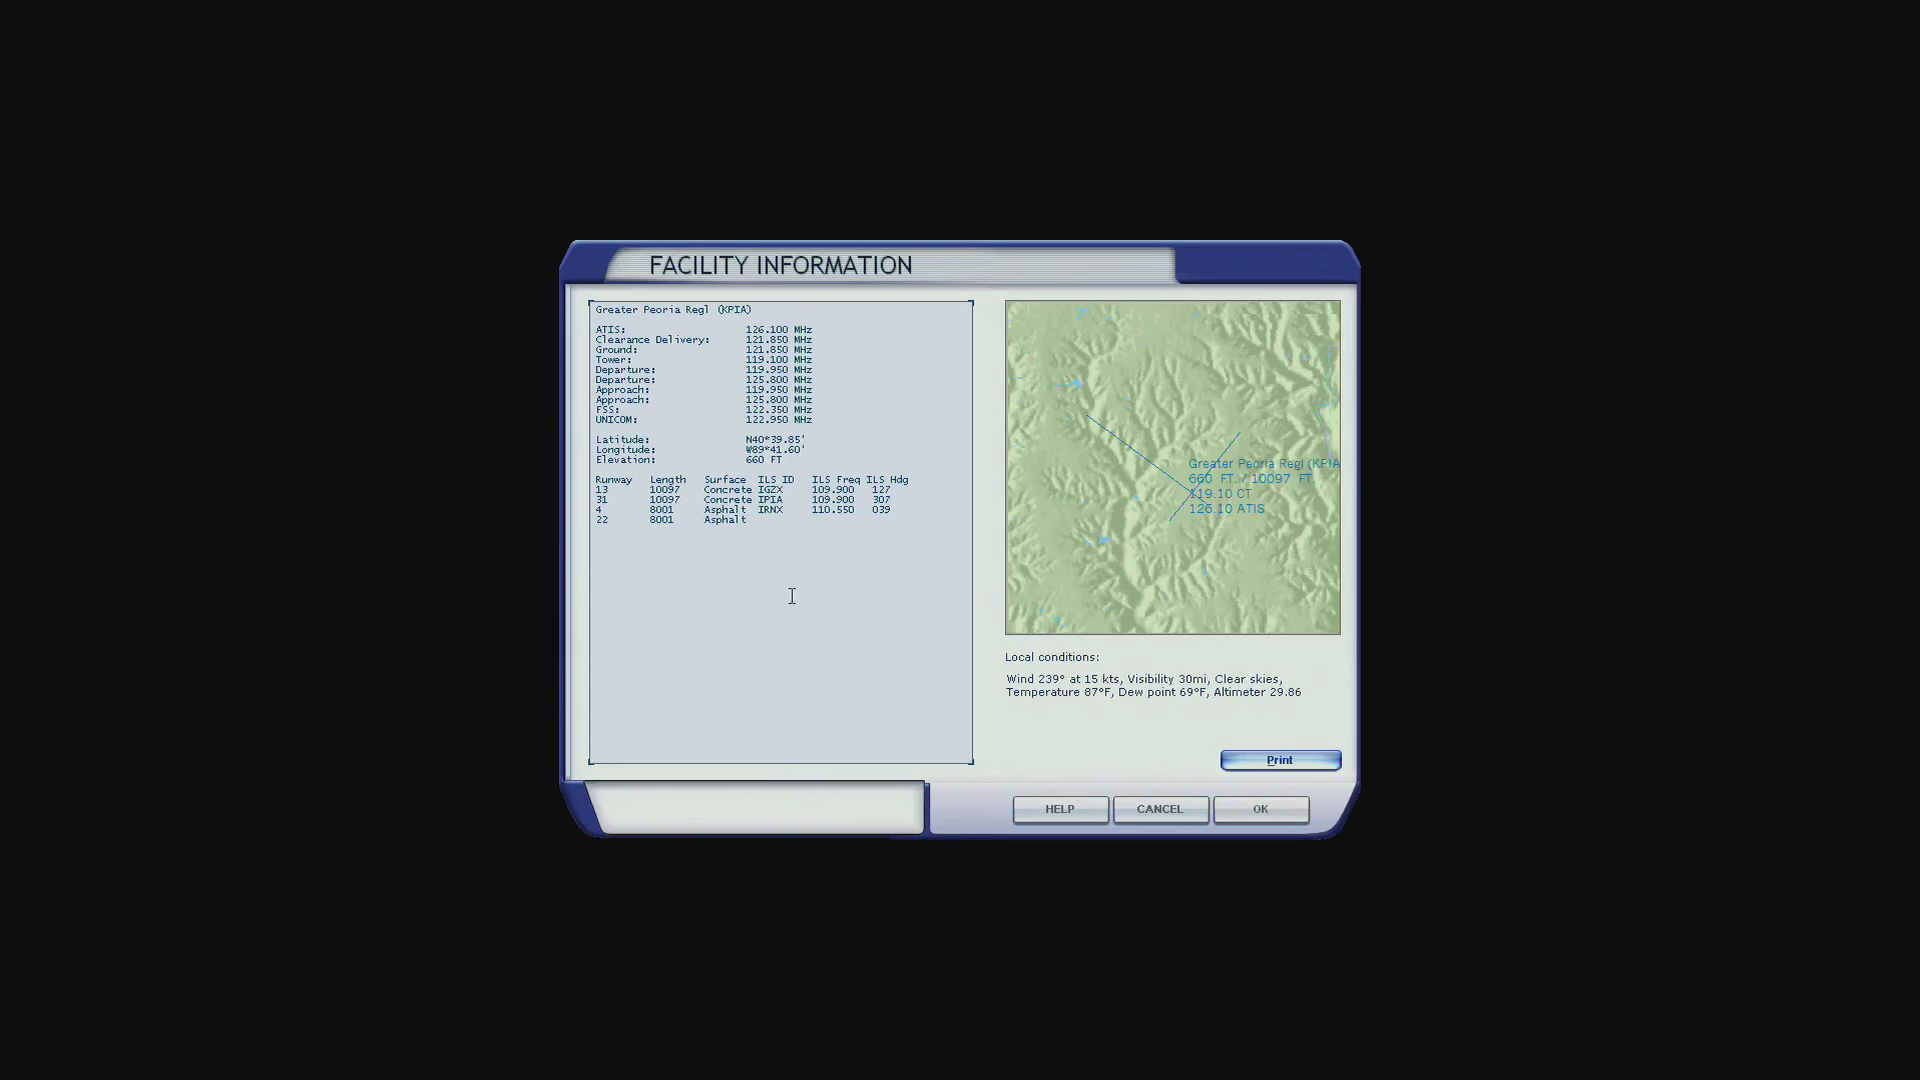 FACILITY INFORMATION
Greater Peoria Regl (KPIA)
ATIS: 126.100 MHz
Clearance Delivery: 121.850 MHz
Ground: 121.850 MHz
Tower: 119.100 MHz
Departure: 119.950 MHz
Departure: 125.800 MHz
Approach: 119.950 MHz
Approach: 125.800 MHz
FSS: 122.350 MHz
UNICOM: 122.950 MHz
Latitude: N40*39.85'
Longitude: W89*41.60'
Elevation: 660 FT
Runway Length Surface ILS ID ILS Freq ILS Hdg
13 10097 Concrete IGZX 109.900 127
31 10097 Concrete IPIA 109.900 307
4 8001 Asphalt IRNX 110.550 039
22 8001 Asphalt
Greater Peoria Regl (KPIA
660 FT. / 10097 FT.
119.10 CT
126.10 ATIS
Local conditions:
Wind 239° at 15 kts, Visibility 30mi, Clear skies,
Temperature 87°F, Dew point 69°F, Altimeter 29.86
Print
HELP CANCEL OK